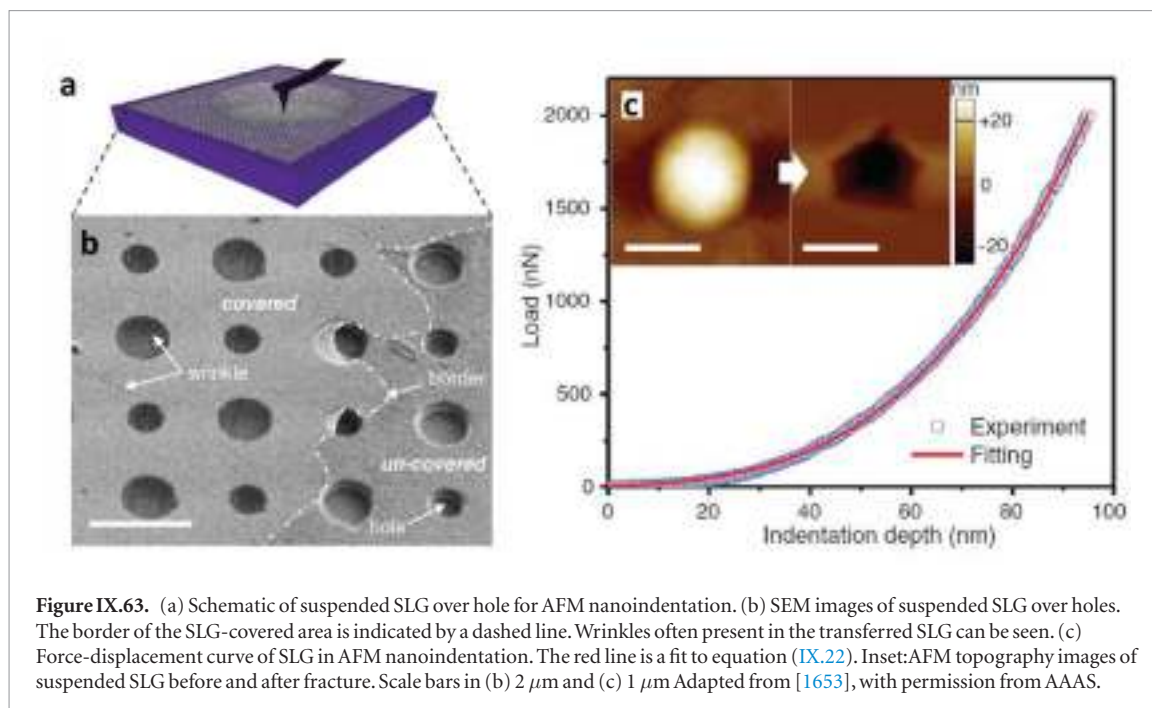 a
b
covered
wrinkle
border
un-covered
hole
c
nm
+20
0
-20
2000
1500
1000
500
0
Load (nN)
Experiment
Fitting
0 20 40 60 80 100
Indentation depth (nm)
Figure IX.63. (a) Schematic of suspended SLG over hole for AFM nanoindentation. (b) SEM images of suspended SLG over holes.
The border of the SLG-covered area is indicated by a dashed line. Wrinkles often present in the transferred SLG can be seen. (c)
Force-displacement curve of SLG in AFM nanoindentation. The red line is a fit to equation (IX.22). Inset:AFM topography images of
suspended SLG before and after fracture. Scale bars in (b) 2 μm and (c) 1 μm Adapted from [1653], with permission from AAAS.